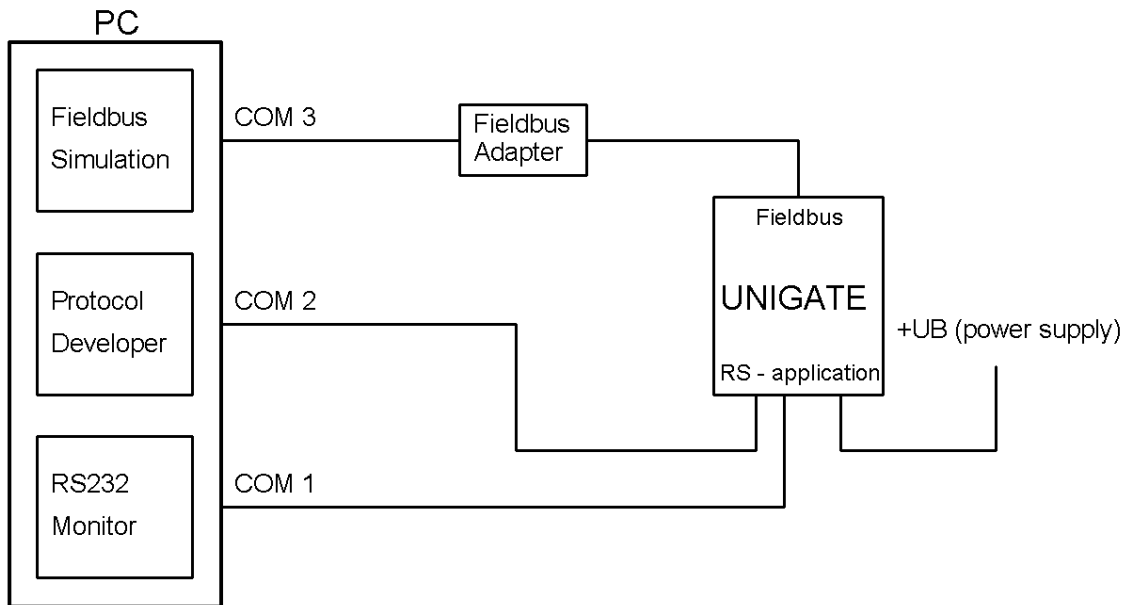 PC
Fieldbus
Simulation
COM 3
Fieldbus
Adapter
Fieldbus
UNIGATE
RS - application
+UB (power supply)
Protocol
Developer
COM 2
RS232
Monitor
COM 1